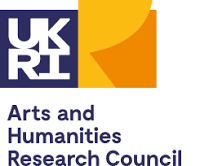 UK
RI
Arts and
Humanities
Research Council